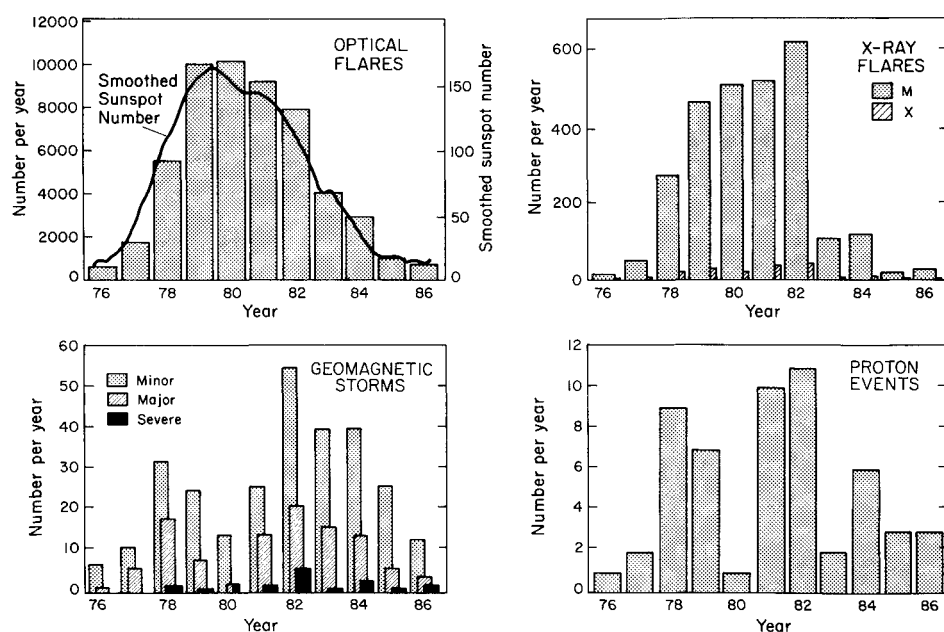 12000
10000
8000
6000
4000
2000
0
Number per year
OPTICAL
FLARES
Smoothed
Sunspot
Number
150
100
50
0
Smoothed sunspot number
76 78 80 82 84 86
Year
600
400
200
0
Number per year
X-RAY
FLARES
M
X
76 78 80 82 84 86
Year
60
50
40
30
20
10
0
Number per year
GEOMAGNETIC
STORMS
Minor
Major
Severe
76 78 80 82 84 86
Year
12
10
8
6
4
2
0
Number per year
PROTON
EVENTS
76 78 80 82 84 86
Year